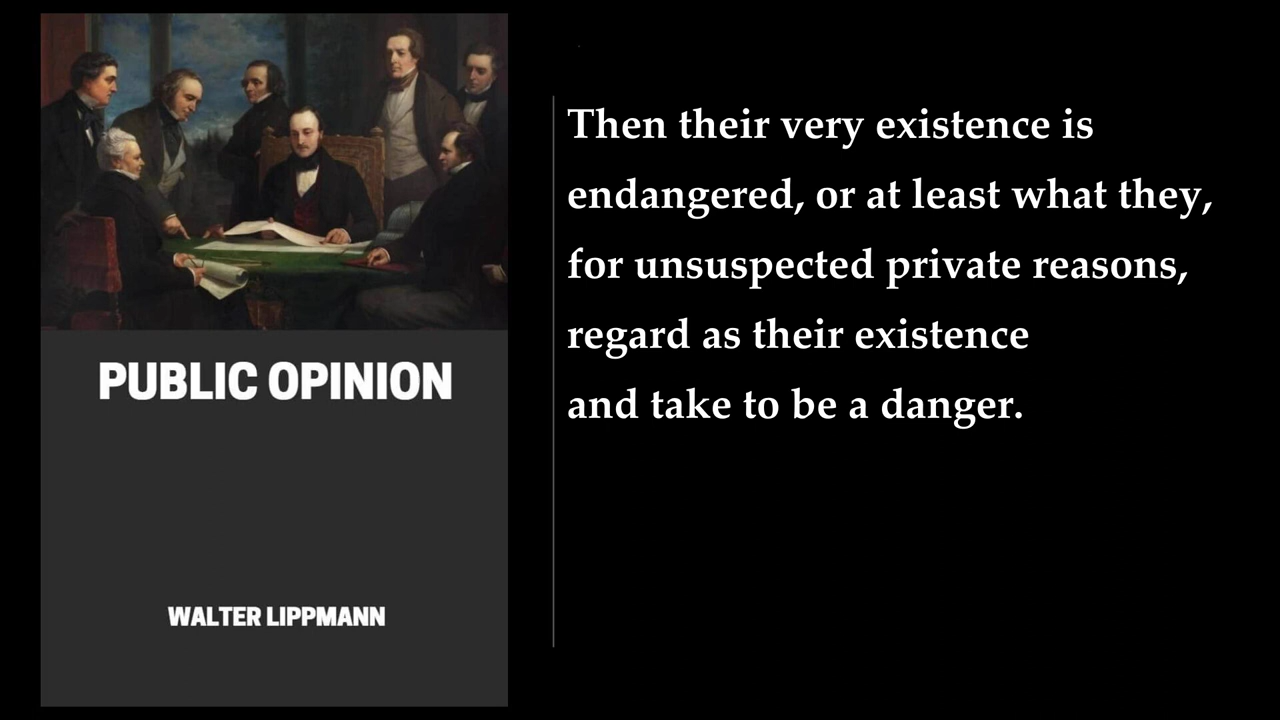 PUBLIC OPINION
WALTER LIPPMANN
Then their very existence is
endangered, or at least what they,
for unsuspected private reasons,
regard as their existence
and take to be a danger.